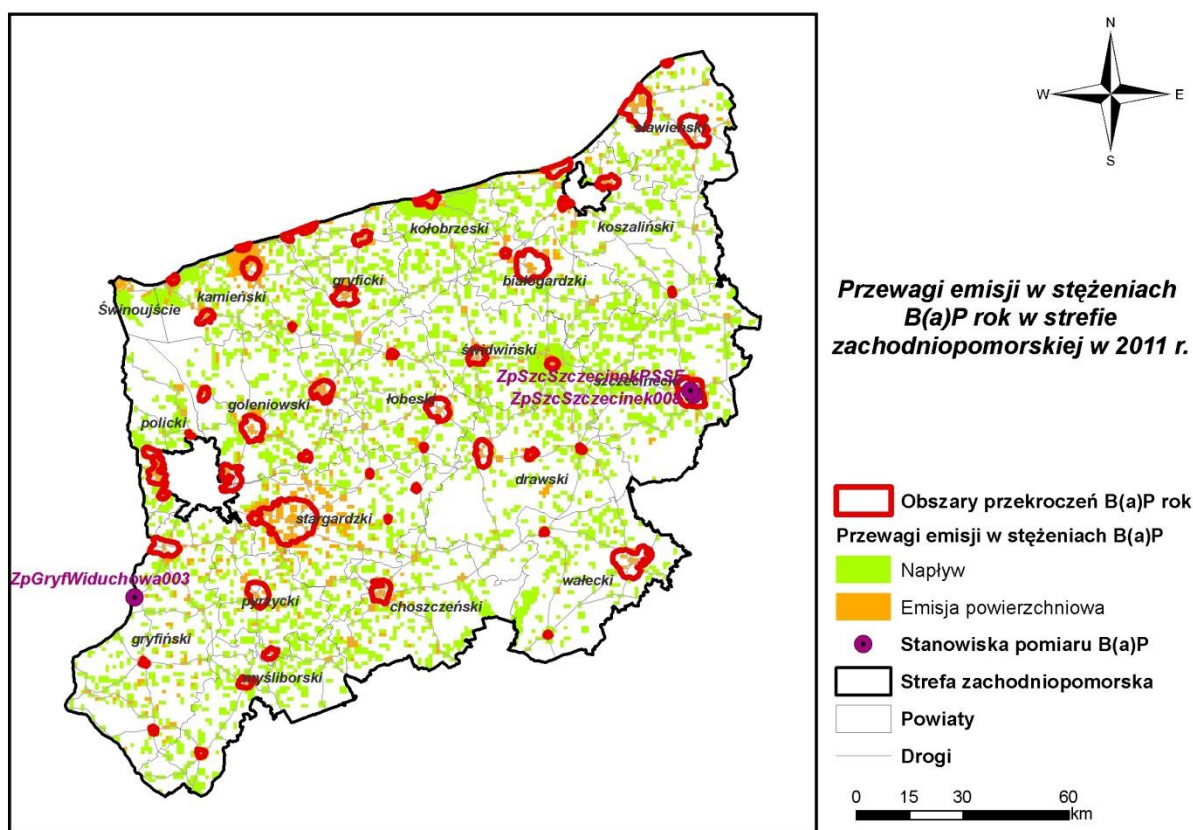 N
W
E
S
sławieński
kołobrzeski
koszaliński
gryficki
białogardzki
kamieński
Świnoujście
świdwiński
ZpSzcSzczecinekPSSE
szczecinecki
ZpSzcSzczecinek008
goleniowski
łobeski
policki
drawski
stargardzki
ZpGryfWiduchowa003
wałecki
pyrzycki
choszczeński
gryfiński
myśliborski
Przewagi emisji w stężeniach
B(a)P rok w strefie
zachodniopomorskiej w 2011 r.
Obszary przekroczeń B(a)P rok
Przewagi emisji w stężeniach B(a)P
Napływ
Emisja powierzchniowa
Stanowiska pomiaru B(a)P
Strefa zachodniopomorska
Powiaty
Drogi
0 15 30 60
km